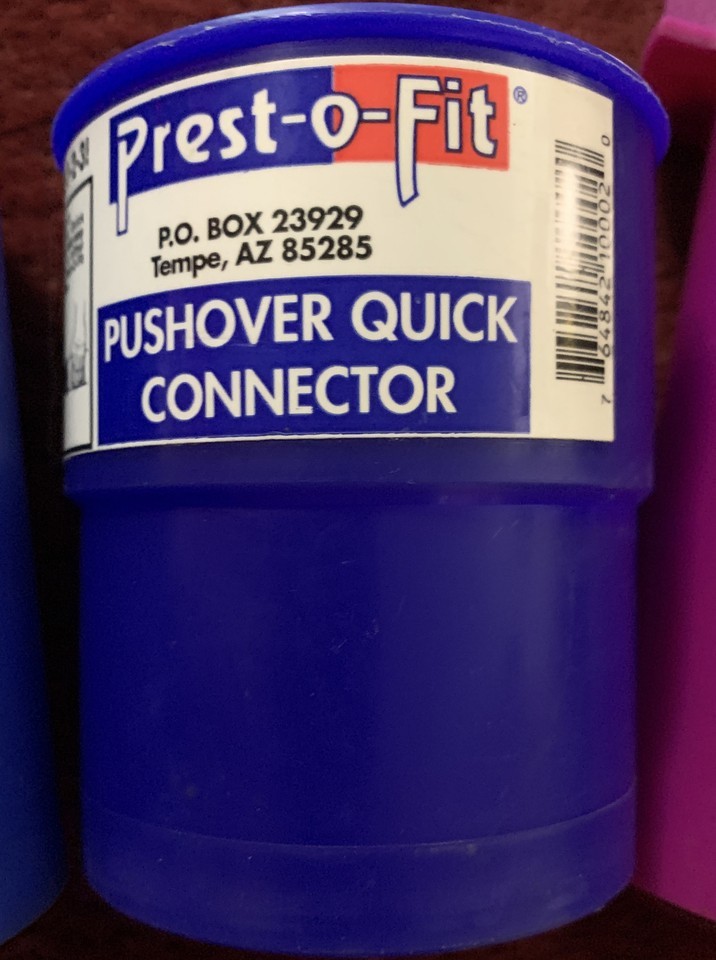 Prest-o-Fit®
P.O. BOX 23929
Tempe, AZ 85285
PUSHOVER QUICK
CONNECTOR
7 64842 10002 0